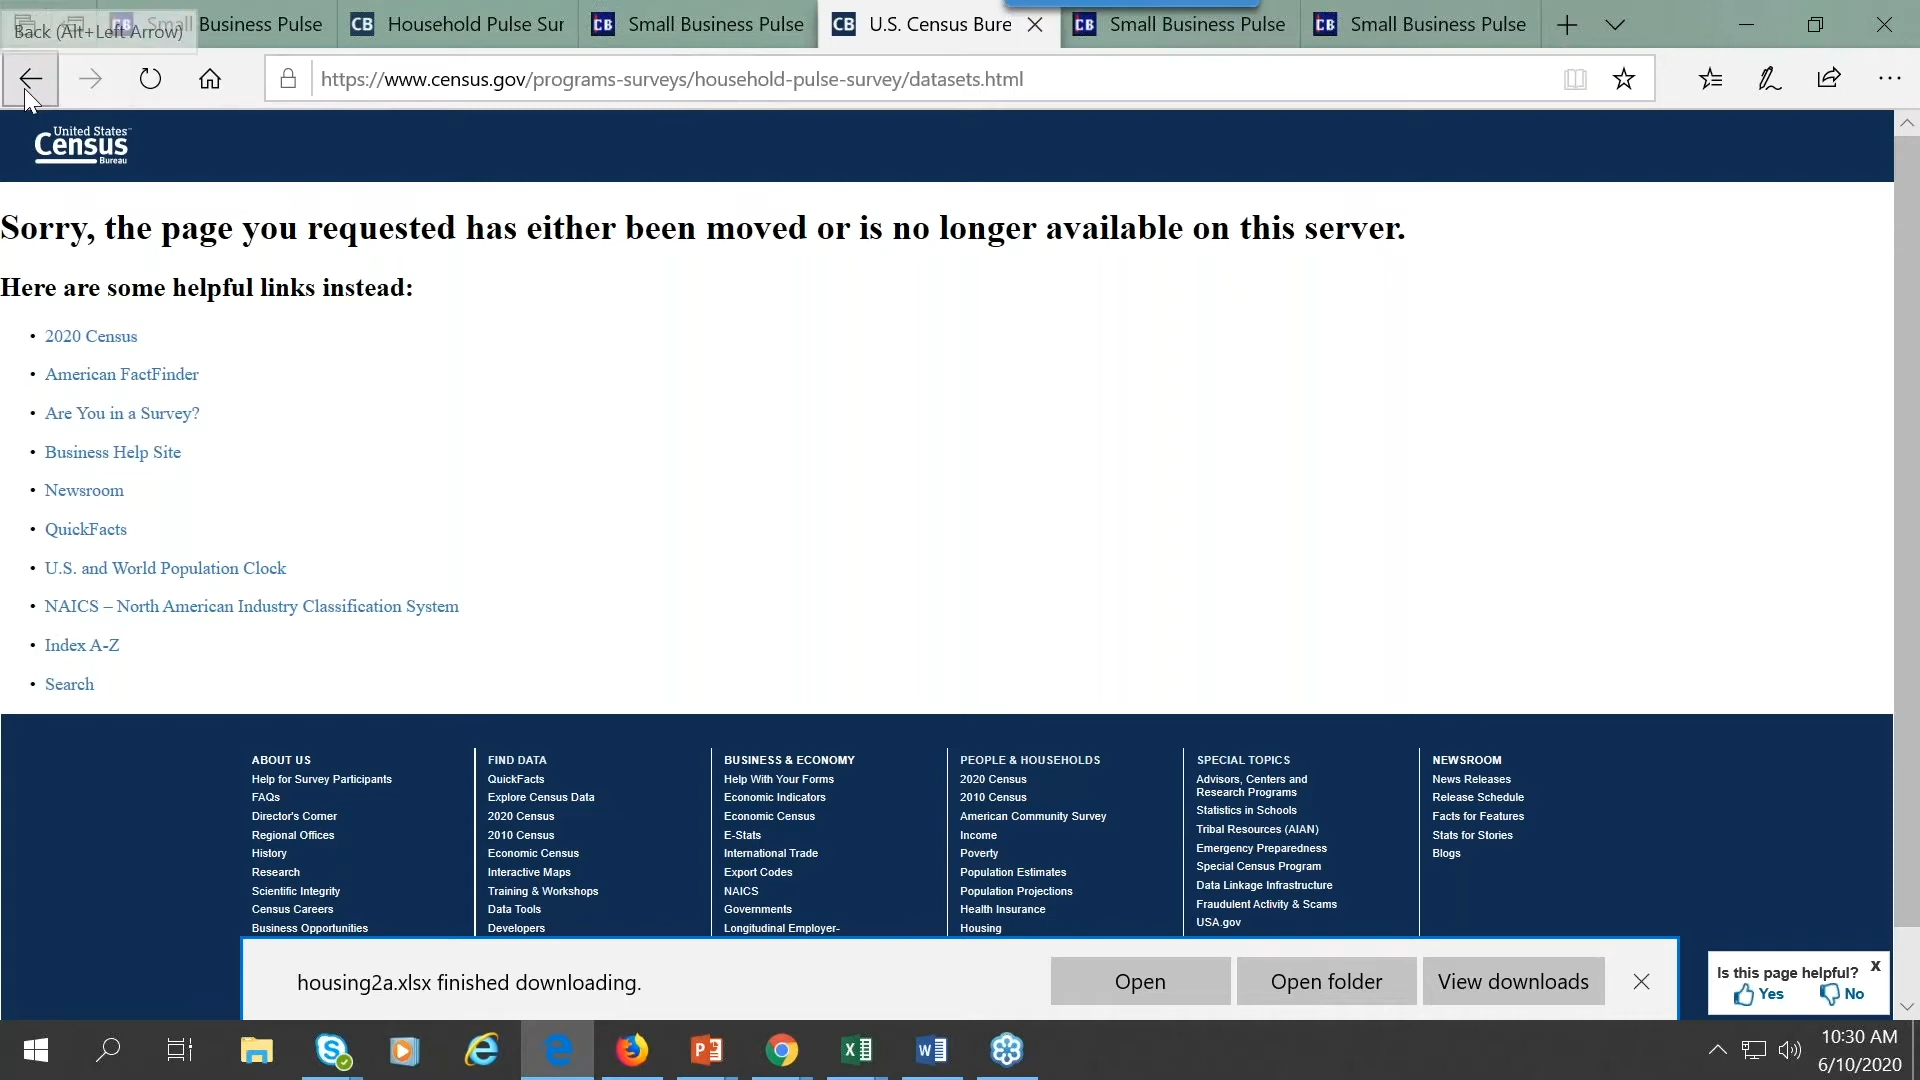 Small Business Pulse
Household Pulse Sur
Small Business Pulse
U.S. Census Bure
Small Business Pulse
Small Business Pulse
Back (Alt+Left Arrow)
https://www.census.gov/programs-surveys/household-pulse-survey/datasets.html
United States™
Census
Bureau
Sorry, the page you requested has either been moved or is no longer available on this server.
Here are some helpful links instead:
• 2020 Census
• American FactFinder
• Are You in a Survey?
• Business Help Site
• Newsroom
• QuickFacts
• U.S. and World Population Clock
• NAICS – North American Industry Classification System
• Index A-Z
• Search
ABOUT US
Help for Survey Participants
FAQs
Director's Corner
Regional Offices
History
Research
Scientific Integrity
Census Careers
Business Opportunities
FIND DATA
QuickFacts
Explore Census Data
2020 Census
2010 Census
Economic Census
Interactive Maps
Training & Workshops
Data Tools
Developers
BUSINESS & ECONOMY
Help With Your Forms
Economic Indicators
Economic Census
E-Stats
International Trade
Export Codes
NAICS
Governments
Longitudinal Employer-
PEOPLE & HOUSEHOLDS
2020 Census
2010 Census
American Community Survey
Income
Poverty
Population Estimates
Population Projections
Health Insurance
Housing
SPECIAL TOPICS
Advisors, Centers and
Research Programs
Statistics in Schools
Tribal Resources (AIAN)
Emergency Preparedness
Special Census Program
Data Linkage Infrastructure
Fraudulent Activity & Scams
USA.gov
NEWSROOM
News Releases
Release Schedule
Facts for Features
Stats for Stories
Blogs
housing2a.xlsx finished downloading.
Open
Open folder
View downloads
Is this page helpful? X
Yes No
10:30 AM
6/10/2020